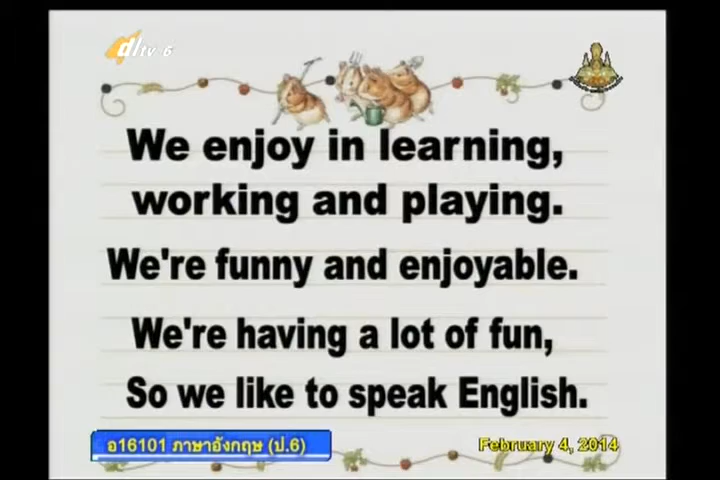 dltv 6
We enjoy in learning,
working and playing.
We're funny and enjoyable.
We're having a lot of fun,
So we like to speak English.
อ16101 ภาษาอังกฤษ (ป.6)
February 4, 2014